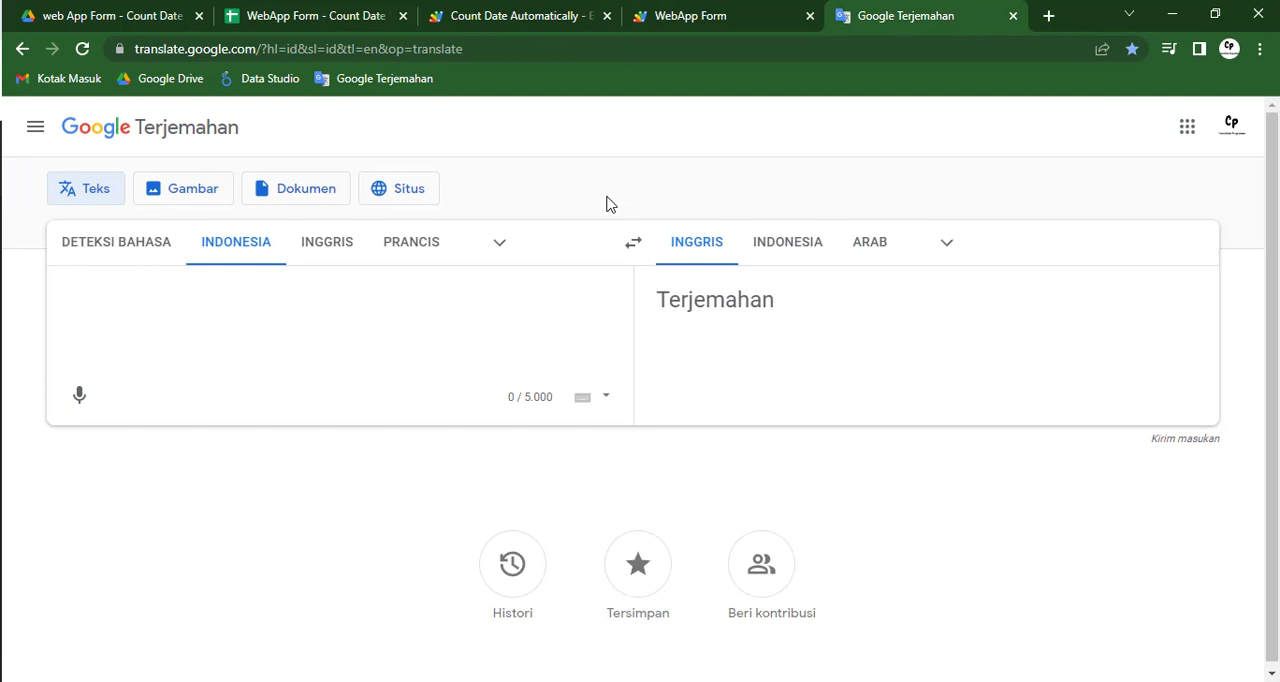 web App Form - Count Date
WebApp Form - Count Date
Count Date Automatically - E
WebApp Form
Google Terjemahan
translate.google.com/?hl=id&sl=id&tl=en&op=translate
Kotak Masuk
Google Drive
Data Studio
Google Terjemahan
Google Terjemahan
Cp
Teks
Gambar
Dokumen
Situs
DETEKSI BAHASA
INDONESIA
INGGRIS
PRANCIS
INGGRIS
INDONESIA
ARAB
Terjemahan
0 / 5.000
Kirim masukan
Histori
Tersimpan
Beri kontribusi